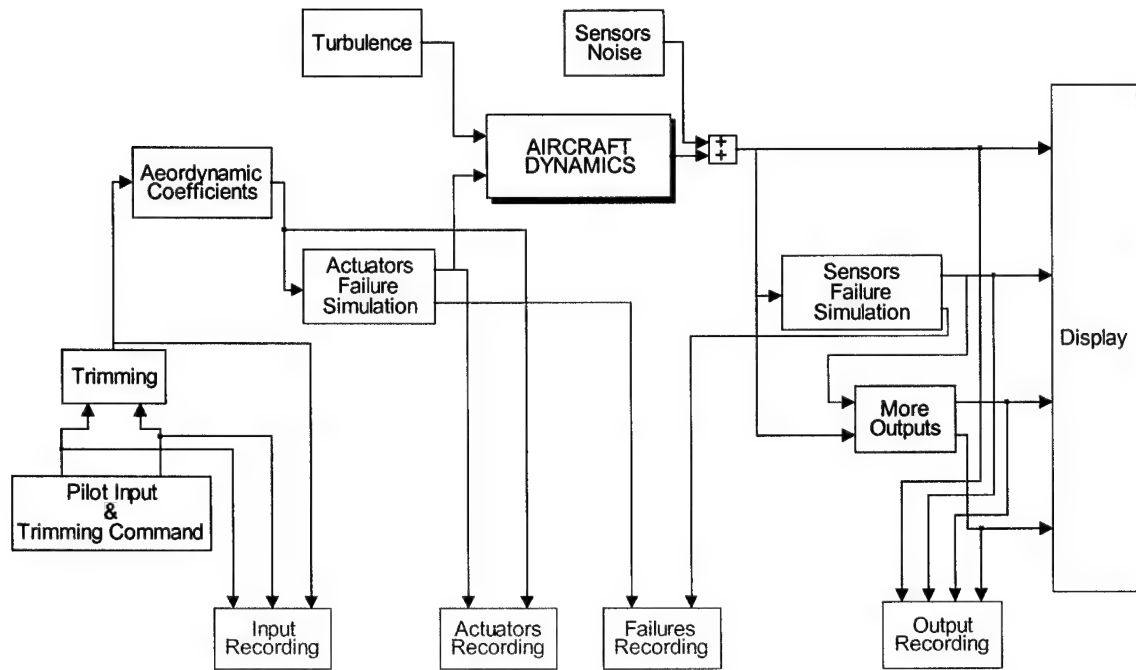 Turbulence
Sensors
Noise
AIRCRAFT
DYNAMICS
+
+
Aeordynamic
Coefficients
Actuators
Failure
Simulation
Sensors
Failure
Simulation
Display
Trimming
More
Outputs
Pilot Input
&
Trimming Command
Input
Recording
Actuators
Recording
Failures
Recording
Output
Recording